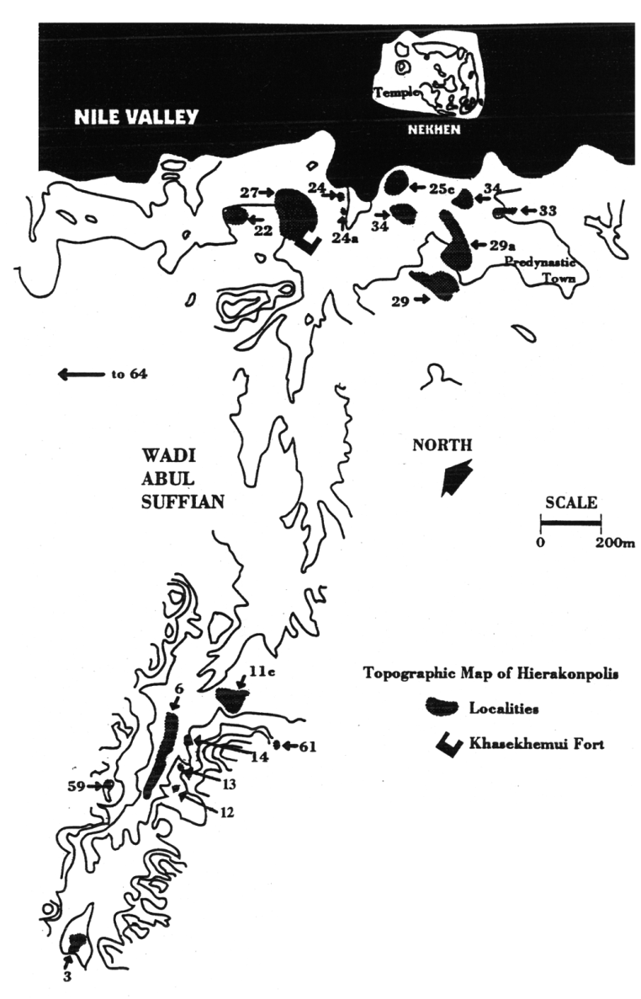 Temple
NILE VALLEY
NEKHEN
27
24
25c
34
34
33
22
24a
29a
Predynastic
Town
29
to 64
NORTH
WADI
ABUL
SUFFIAN
SCALE
0 200m
11c
Topographic Map of Hierakonpolis
6
Localities
61
Khasekhemui Fort
14
13
59
12
3